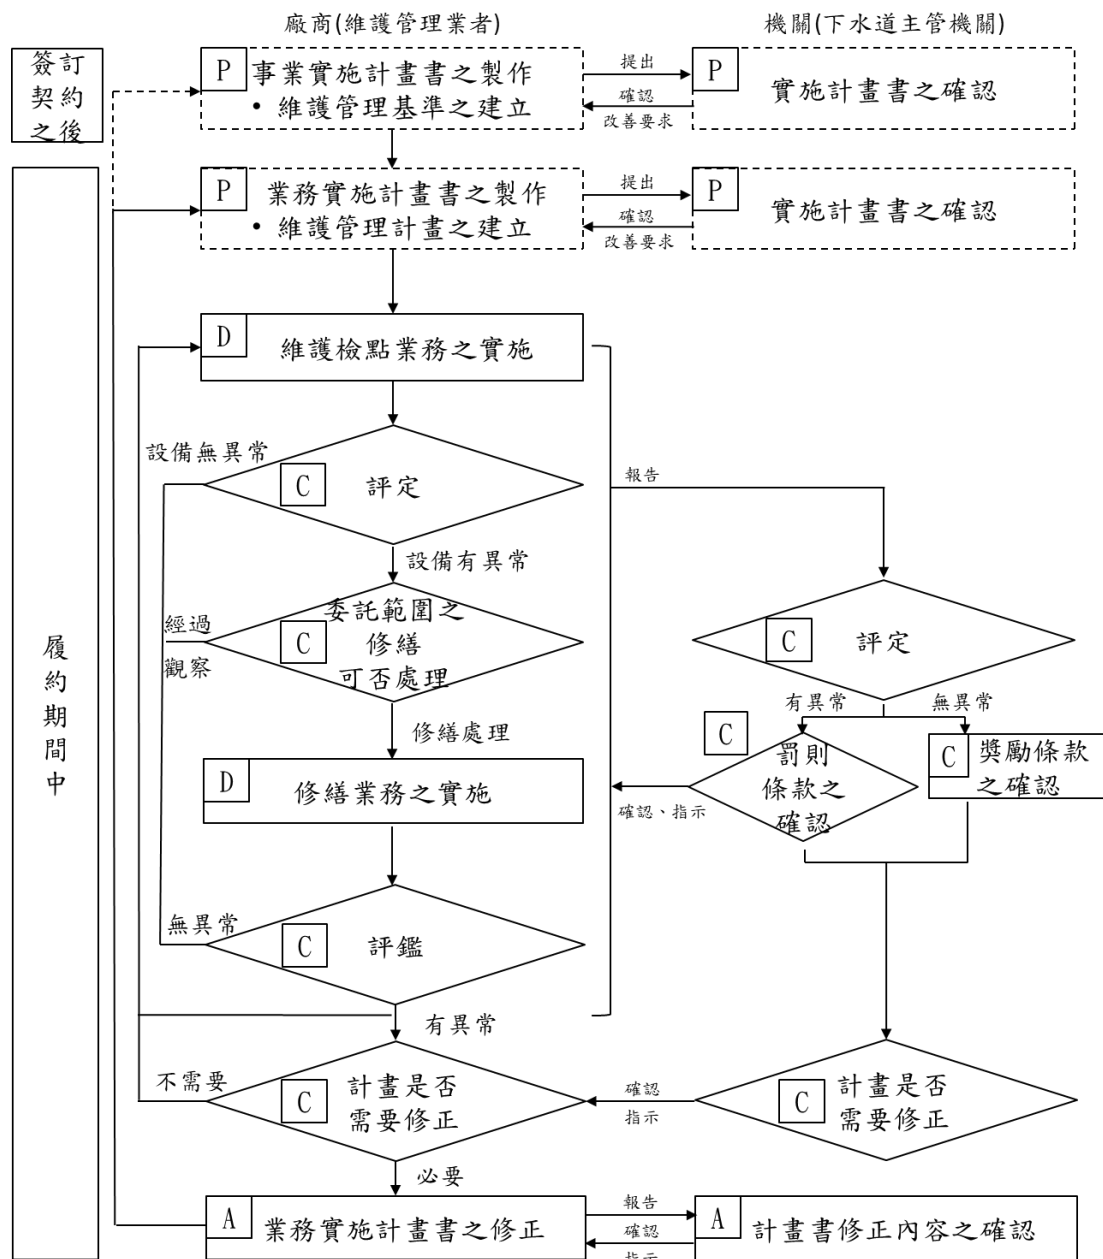 廠商(維護管理業者)
機關(下水道主管機關)
簽訂
契約
之後
P
事業實施計畫書之製作
• 維護管理基準之建立
提出
確認
改善要求
P
實施計畫書之確認
P
業務實施計畫書之製作
• 維護管理計畫之建立
提出
確認
改善要求
P
實施計畫書之確認
履
約
期
間
中
D
維護檢點業務之實施
設備無異常
C
評定
報告
設備有異常
經過
觀察
C
委託範圍之
修繕
可否處理
C
評定
有異常
無異常
修繕處理
C
罰則
條款之
確認
C
獎勵條款
之確認
D
修繕業務之實施
確認、指示
無異常
C
評鑑
有異常
不需要
C
計畫是否
需要修正
確認
指示
C
計畫是否
需要修正
必要
A
業務實施計畫書之修正
報告
確認
指示
A
計畫書修正內容之確認